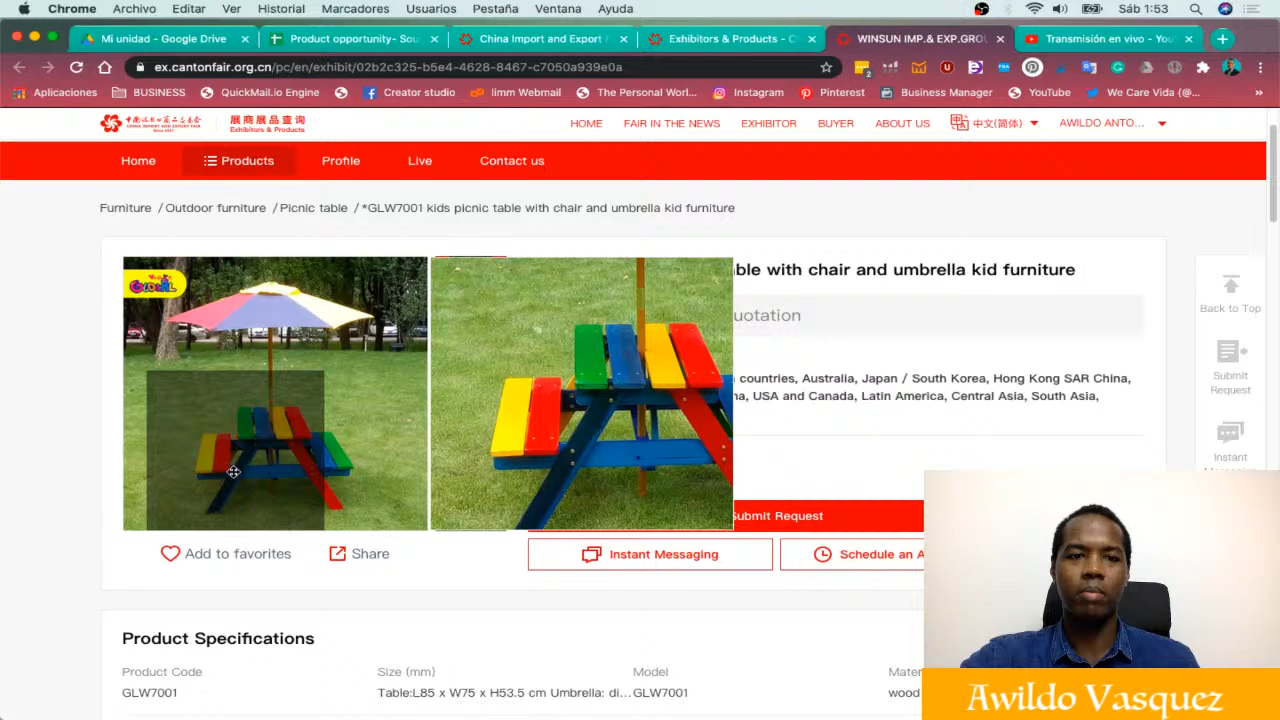 Chrome Archivo Editar Ver Historial Marcadores Usuarios Pestaña Ventana Ayuda Sáb 1:53
Mi unidad - Google Drive Product opportunity- Sou China Import and Export F Exhibitors & Products - C WINSUN IMP.& EXP.GROU Transmisión en vivo - You
ex.cantonfair.org.cn/pc/en/exhibit/02b2c325-b5e4-4628-8467-c7050a939e0a
Aplicaciones BUSINESS QuickMail.io Engine Creator studio limm Webmail The Personal Worl... Instagram Pinterest Business Manager YouTube We Care Vida (@... »
展商展品查询
CHINA IMPORT AND EXPORT FAIR Exhibitors & Products
HOME FAIR IN THE NEWS EXHIBITOR BUYER ABOUT US 中文(简体) AWILDO ANTO...
Home Products Profile Live Contact us
Furniture / Outdoor furniture / Picnic table / *GLW7001 kids picnic table with chair and umbrella kid furniture
ble with chair and umbrella kid furniture
uotation
countries, Australia, Japan / South Korea, Hong Kong SAR China,
na, USA and Canada, Latin America, Central Asia, South Asia,
Submit Request
Add to favorites Share
Instant Messaging
Schedule an A
Back to Top
Submit
Request
Instant
Product Specifications
Product Code Size (mm) Model Mater
GLW7001 Table:L85 x W75 x H53.5 cm Umbrella: di... GLW7001 wood
Awildo Vasquez